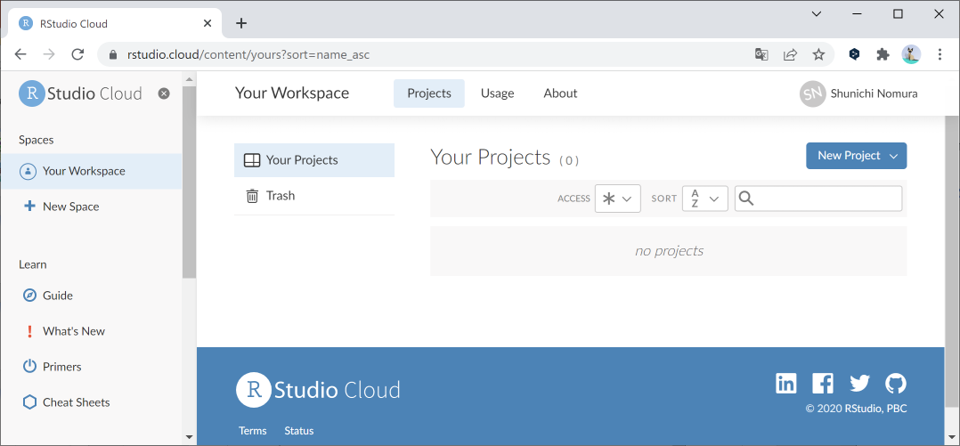 RStudio Cloud
rstudio.cloud/content/yours?sort=name_asc
R Studio Cloud
Spaces
Your Workspace
New Space
Learn
Guide
What's New
Primers
Cheat Sheets
Your Workspace
Projects
Usage
About
SN
Shunichi Nomura
Your Projects
Trash
Your Projects (0)
New Project
ACCESS
SORT
A
Z
no projects
R Studio Cloud
Terms
Status
© 2020 RStudio, PBC